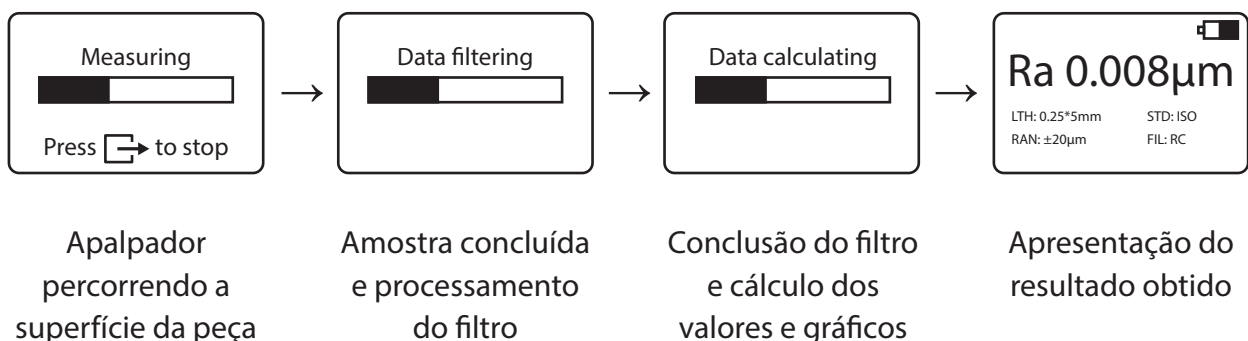 Measuring
Press to stop
Data filtering
Data calculating
Ra 0.008µm
LTH: 0.25*5mm STD: ISO
RAN: ±20µm FIL: RC
Apalpador
percorrendo a
superfície da peça
Amostra concluída
e processamento
do filtro
Conclusão do filtro
e cálculo dos
valores e gráficos
Apresentação do
resultado obtido